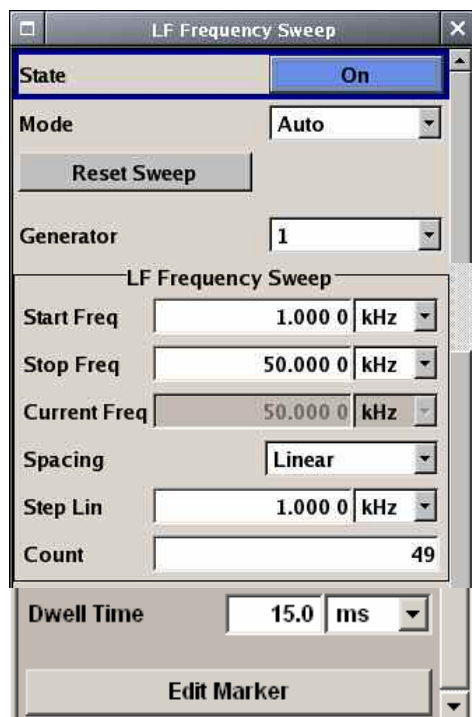 LF Frequency Sweep
State On
Mode Auto
Reset Sweep
Generator 1
LF Frequency Sweep
Start Freq 1.000 0 kHz
Stop Freq 50.000 0 kHz
Current Freq 50.000 0 kHz
Spacing Linear
Step Lin 1.000 0 kHz
Count 49
Dwell Time 15.0 ms
Edit Marker